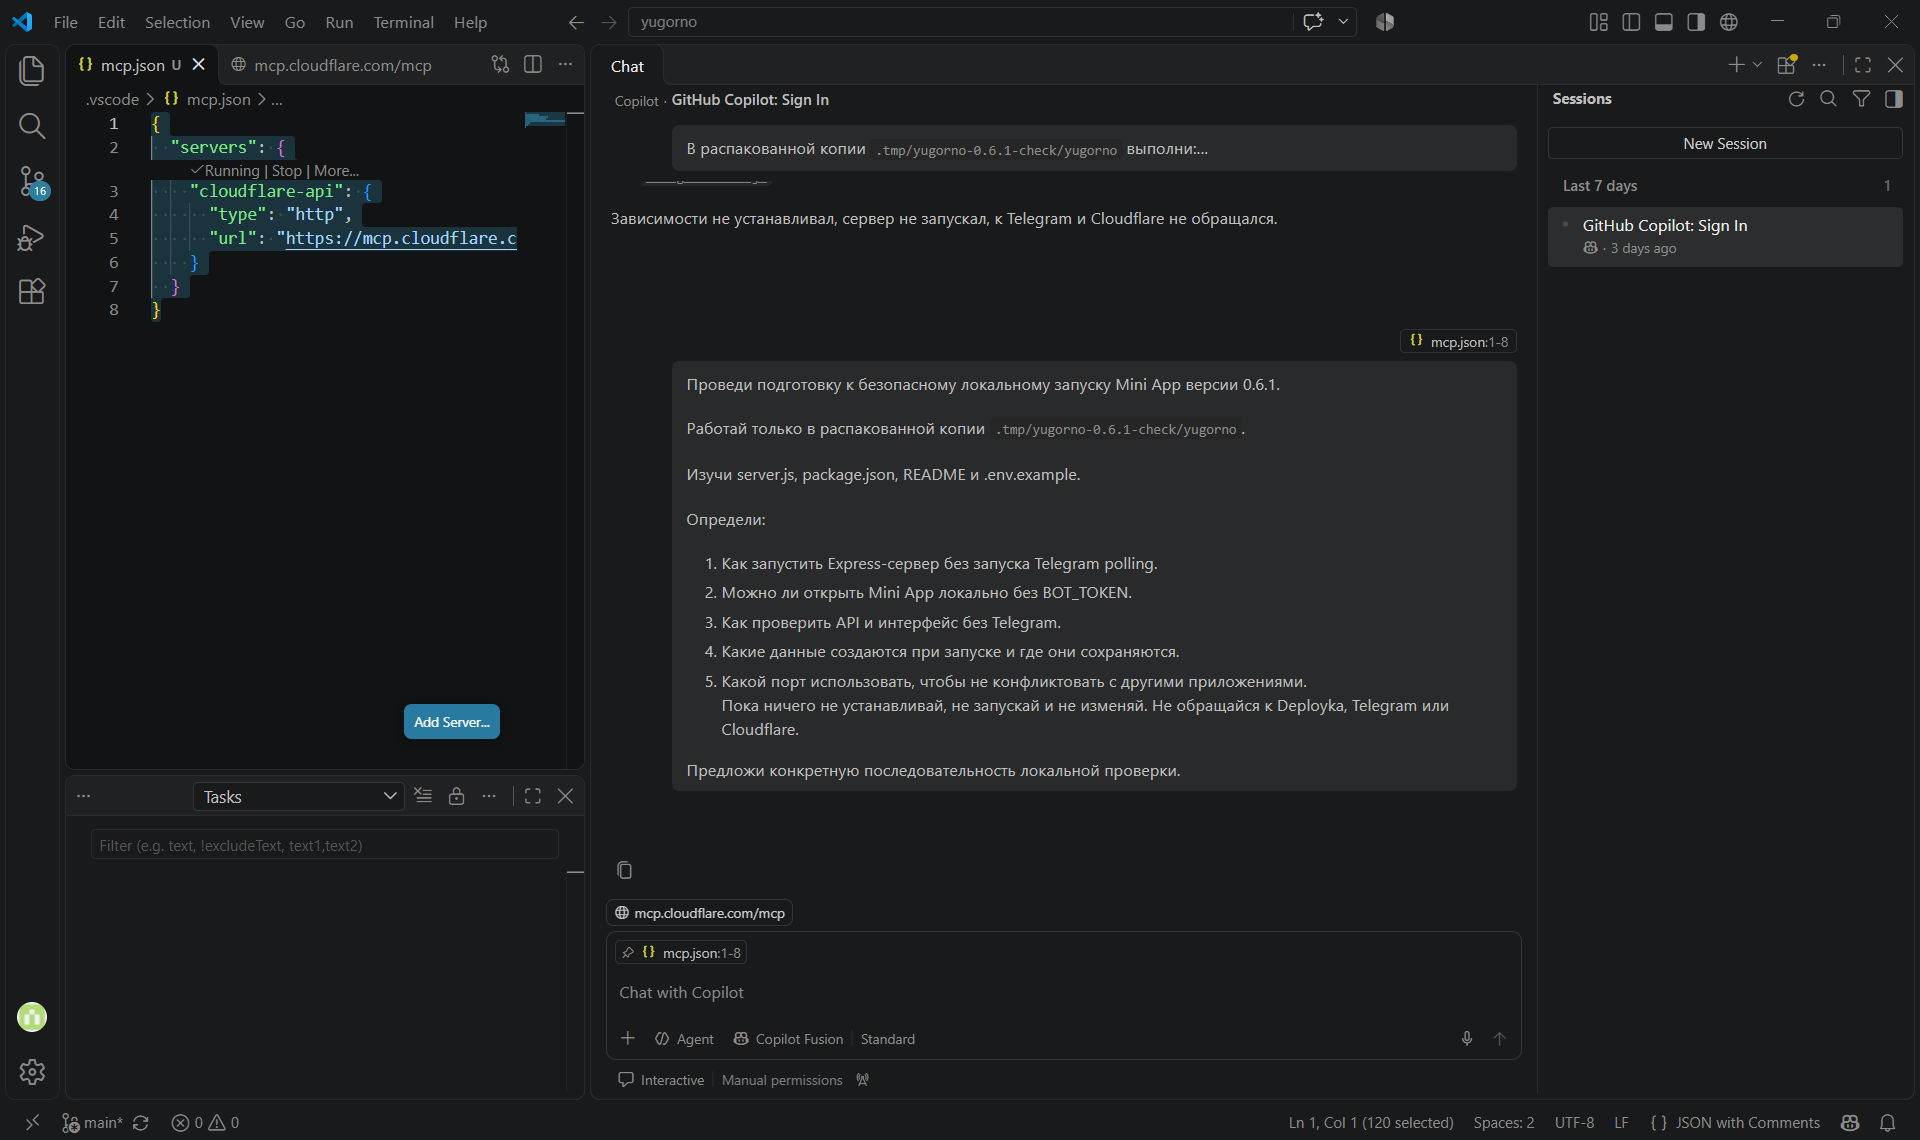 File Edit Selection View Go Run Terminal Help
yugorno
{} mcp.json U
mcp.cloudflare.com/mcp
.vscode > {} mcp.json > ...
1 {
2 "servers": {
Running | Stop | More...
3 "cloudflare-api": {
4 "type": "http",
5 "url": "https://mcp.cloudflare.c
6 }
7 }
8 }
Add Server...
Tasks
Filter (e.g. text, !excludeText, text1,text2)
16
Chat
Copilot · GitHub Copilot: Sign In
В распакованной копии .tmp/yugorno-0.6.1-check/yugorno выполни:...
Зависимости не устанавливал, сервер не запускал, к Telegram и Cloudflare не обращался.
{} mcp.json:1-8
Проведи подготовку к безопасному локальному запуску Mini App версии 0.6.1.
Работай только в распакованной копии .tmp/yugorno-0.6.1-check/yugorno.
Изучи server.js, package.json, README и .env.example.
Определи:
1. Как запустить Express-сервер без запуска Telegram polling.
2. Можно ли открыть Mini App локально без BOT_TOKEN.
3. Как проверить API и интерфейс без Telegram.
4. Какие данные создаются при запуске и где они сохраняются.
5. Какой порт использовать, чтобы не конфликтовать с другими приложениями.
Пока ничего не устанавливай, не запускай и не изменяй. Не обращайся к Deployka, Telegram или
Cloudflare.
Предложи конкретную последовательность локальной проверки.
mcp.cloudflare.com/mcp
{} mcp.json:1-8
Chat with Copilot
Agent Copilot Fusion Standard
Interactive Manual permissions
Sessions
New Session
Last 7 days 1
GitHub Copilot: Sign In
· 3 days ago
main* 0 0
Ln 1, Col 1 (120 selected) Spaces: 2 UTF-8 LF {} JSON with Comments